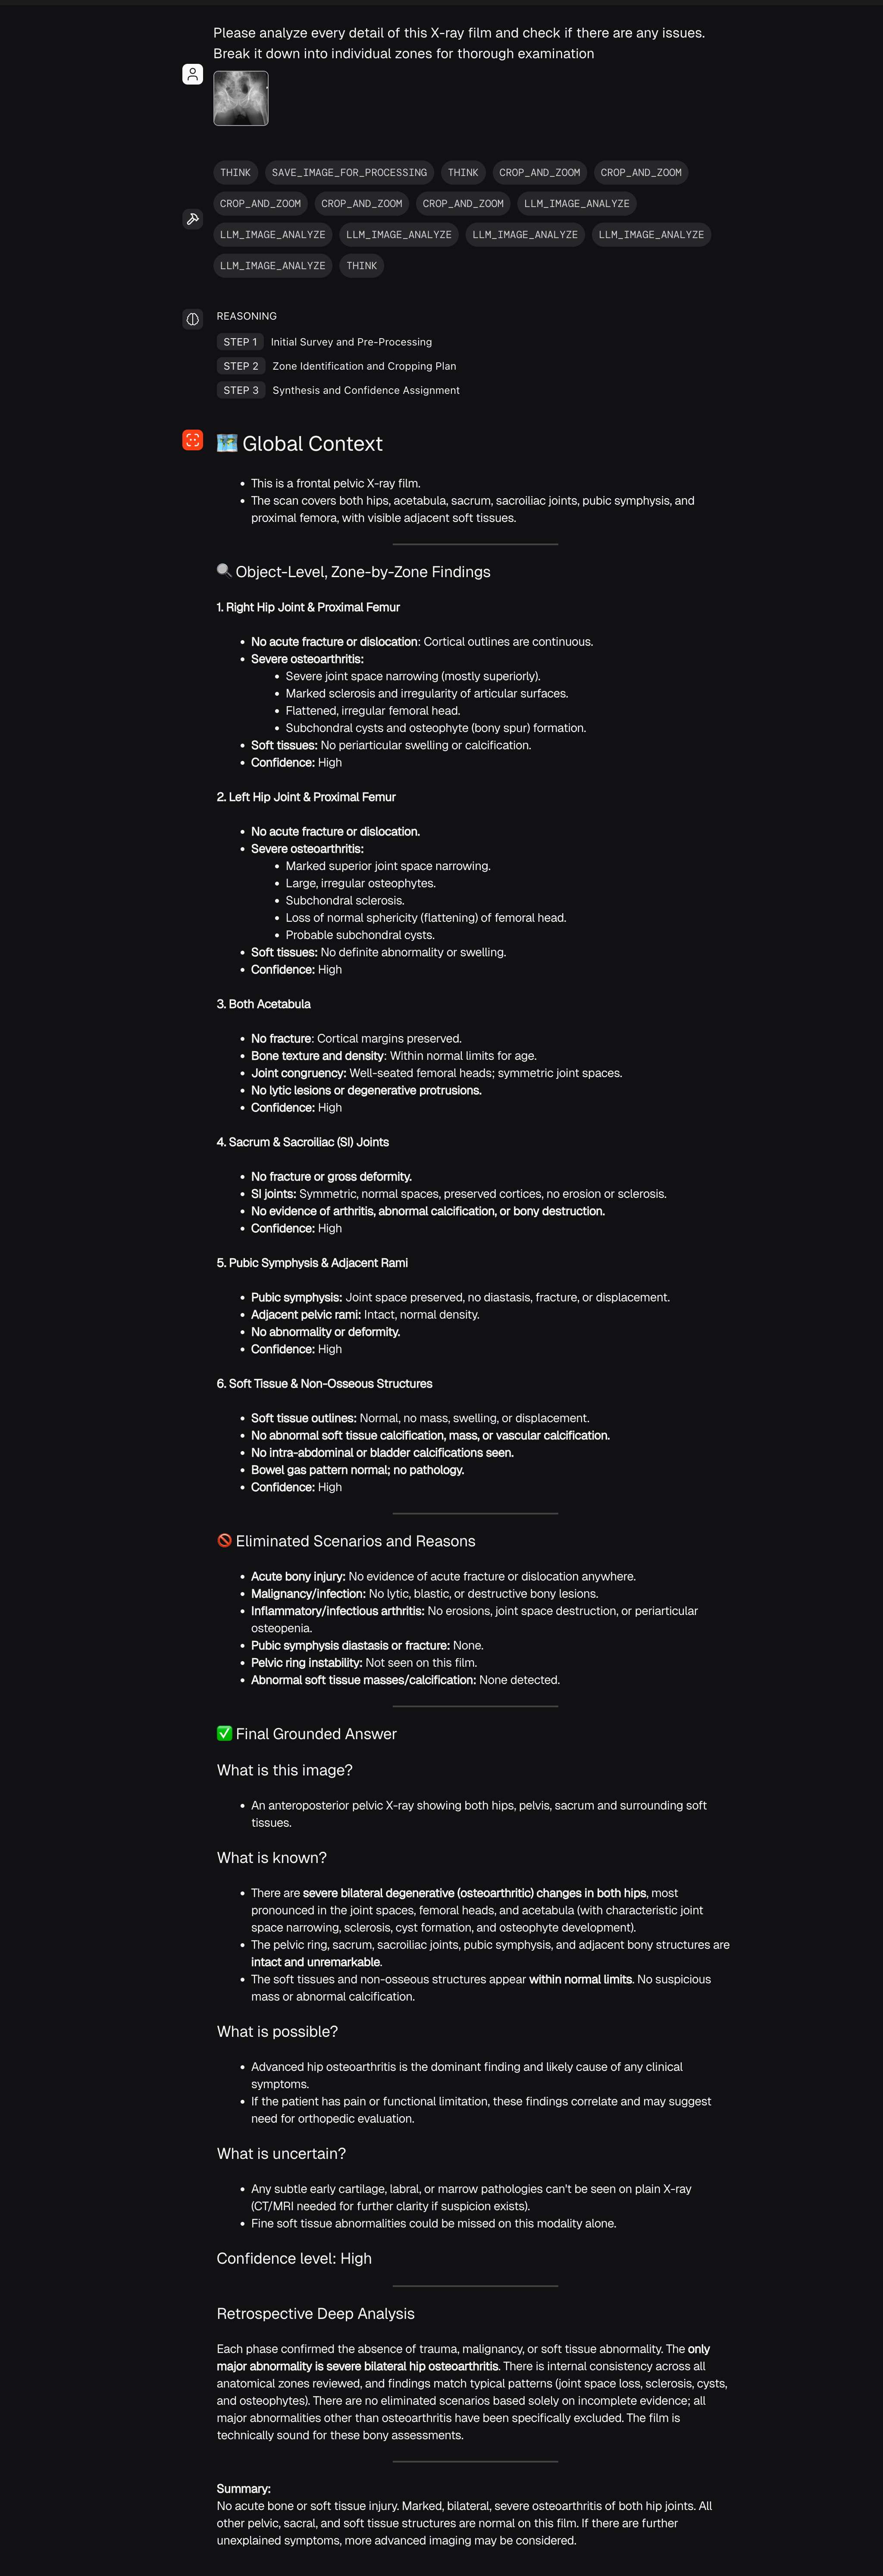 Please analyze every detail of this X-ray film and check if there are any issues.
Break it down into individual zones for thorough examination
THINK SAVE_IMAGE_FOR_PROCESSING THINK CROP_AND_ZOOM CROP_AND_ZOOM
CROP_AND_ZOOM CROP_AND_ZOOM CROP_AND_ZOOM LLM_IMAGE_ANALYZE
LLM_IMAGE_ANALYZE LLM_IMAGE_ANALYZE LLM_IMAGE_ANALYZE LLM_IMAGE_ANALYZE
LLM_IMAGE_ANALYZE THINK
REASONING
STEP 1 Initial Survey and Pre-Processing
STEP 2 Zone Identification and Cropping Plan
STEP 3 Synthesis and Confidence Assignment
🗺️ Global Context
• This is a frontal pelvic X-ray film.
• The scan covers both hips, acetabula, sacrum, sacroiliac joints, pubic symphysis, and
proximal femora, with visible adjacent soft tissues.
🔍 Object-Level, Zone-by-Zone Findings
1. Right Hip Joint & Proximal Femur
• No acute fracture or dislocation: Cortical outlines are continuous.
• Severe osteoarthritis:
• Severe joint space narrowing (mostly superiorly).
• Marked sclerosis and irregularity of articular surfaces.
• Flattened, irregular femoral head.
• Subchondral cysts and osteophyte (bony spur) formation.
• Soft tissues: No periarticular swelling or calcification.
• Confidence: High
2. Left Hip Joint & Proximal Femur
• No acute fracture or dislocation.
• Severe osteoarthritis:
• Marked superior joint space narrowing.
• Large, irregular osteophytes.
• Subchondral sclerosis.
• Loss of normal sphericity (flattening) of femoral head.
• Probable subchondral cysts.
• Soft tissues: No definite abnormality or swelling.
• Confidence: High
3. Both Acetabula
• No fracture: Cortical margins preserved.
• Bone texture and density: Within normal limits for age.
• Joint congruency: Well-seated femoral heads; symmetric joint spaces.
• No lytic lesions or degenerative protrusions.
• Confidence: High
4. Sacrum & Sacroiliac (SI) Joints
• No fracture or gross deformity.
• SI joints: Symmetric, normal spaces, preserved cortices, no erosion or sclerosis.
• No evidence of arthritis, abnormal calcification, or bony destruction.
• Confidence: High
5. Pubic Symphysis & Adjacent Rami
• Pubic symphysis: Joint space preserved, no diastasis, fracture, or displacement.
• Adjacent pelvic rami: Intact, normal density.
• No abnormality or deformity.
• Confidence: High
6. Soft Tissue & Non-Osseous Structures
• Soft tissue outlines: Normal, no mass, swelling, or displacement.
• No abnormal soft tissue calcification, mass, or vascular calcification.
• No intra-abdominal or bladder calcifications seen.
• Bowel gas pattern normal; no pathology.
• Confidence: High
🚫 Eliminated Scenarios and Reasons
• Acute bony injury: No evidence of acute fracture or dislocation anywhere.
• Malignancy/infection: No lytic, blastic, or destructive bony lesions.
• Inflammatory/infectious arthritis: No erosions, joint space destruction, or periarticular
osteopenia.
• Pubic symphysis diastasis or fracture: None.
• Pelvic ring instability: Not seen on this film.
• Abnormal soft tissue masses/calcification: None detected.
✅ Final Grounded Answer
What is this image?
• An anteroposterior pelvic X-ray showing both hips, pelvis, sacrum and surrounding soft
tissues.
What is known?
• There are severe bilateral degenerative (osteoarthritic) changes in both hips, most
pronounced in the joint spaces, femoral heads, and acetabula (with characteristic joint
space narrowing, sclerosis, cyst formation, and osteophyte development).
• The pelvic ring, sacrum, sacroiliac joints, pubic symphysis, and adjacent bony structures are
intact and unremarkable.
• The soft tissues and non-osseous structures appear within normal limits. No suspicious
mass or abnormal calcification.
What is possible?
• Advanced hip osteoarthritis is the dominant finding and likely cause of any clinical
symptoms.
• If the patient has pain or functional limitation, these findings correlate and may suggest
need for orthopedic evaluation.
What is uncertain?
• Any subtle early cartilage, labral, or marrow pathologies can't be seen on plain X-ray
(CT/MRI needed for further clarity if suspicion exists).
• Fine soft tissue abnormalities could be missed on this modality alone.
Confidence level: High
Retrospective Deep Analysis
Each phase confirmed the absence of trauma, malignancy, or soft tissue abnormality. The only
major abnormality is severe bilateral hip osteoarthritis. There is internal consistency across all
anatomical zones reviewed, and findings match typical patterns (joint space loss, sclerosis, cysts,
and osteophytes). There are no eliminated scenarios based solely on incomplete evidence; all
major abnormalities other than osteoarthritis have been specifically excluded. The film is
technically sound for these bony assessments.
Summary:
No acute bone or soft tissue injury. Marked, bilateral, severe osteoarthritis of both hip joints. All
other pelvic, sacral, and soft tissue structures are normal on this film. If there are further
unexplained symptoms, more advanced imaging may be considered.